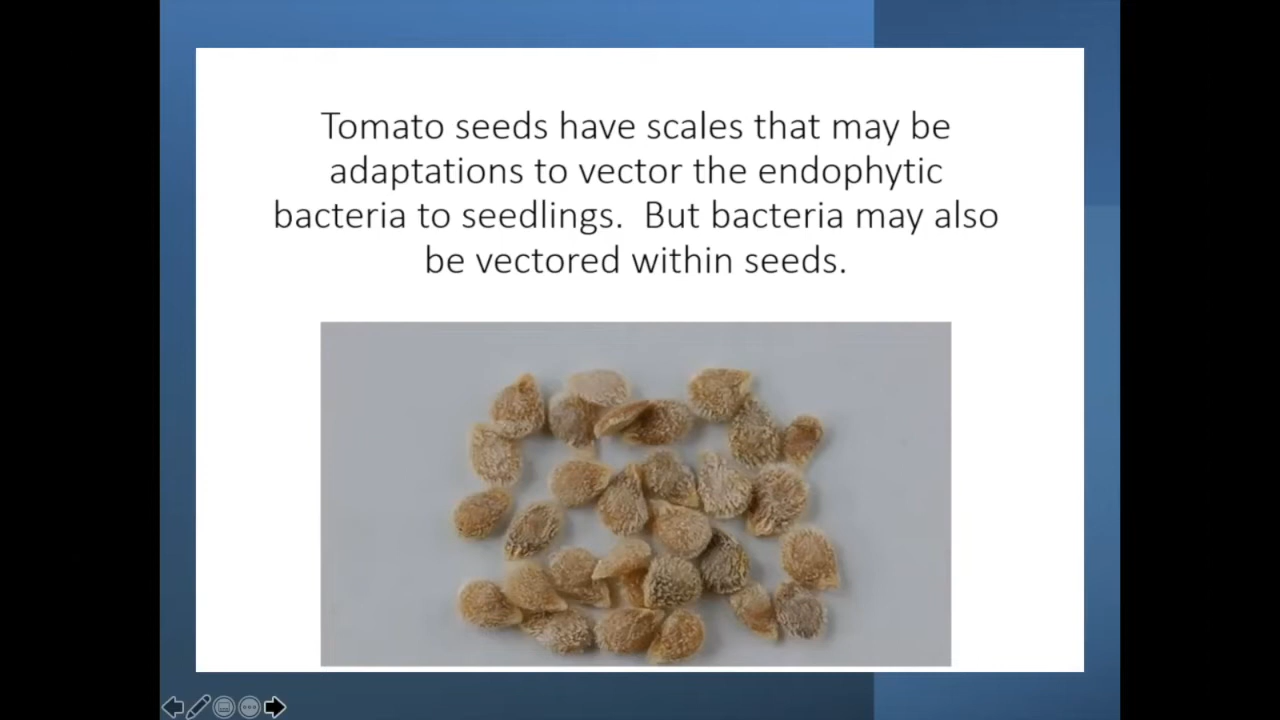 Tomato seeds have scales that may be
adaptations to vector the endophytic
bacteria to seedlings.  But bacteria may also
be vectored within seeds.